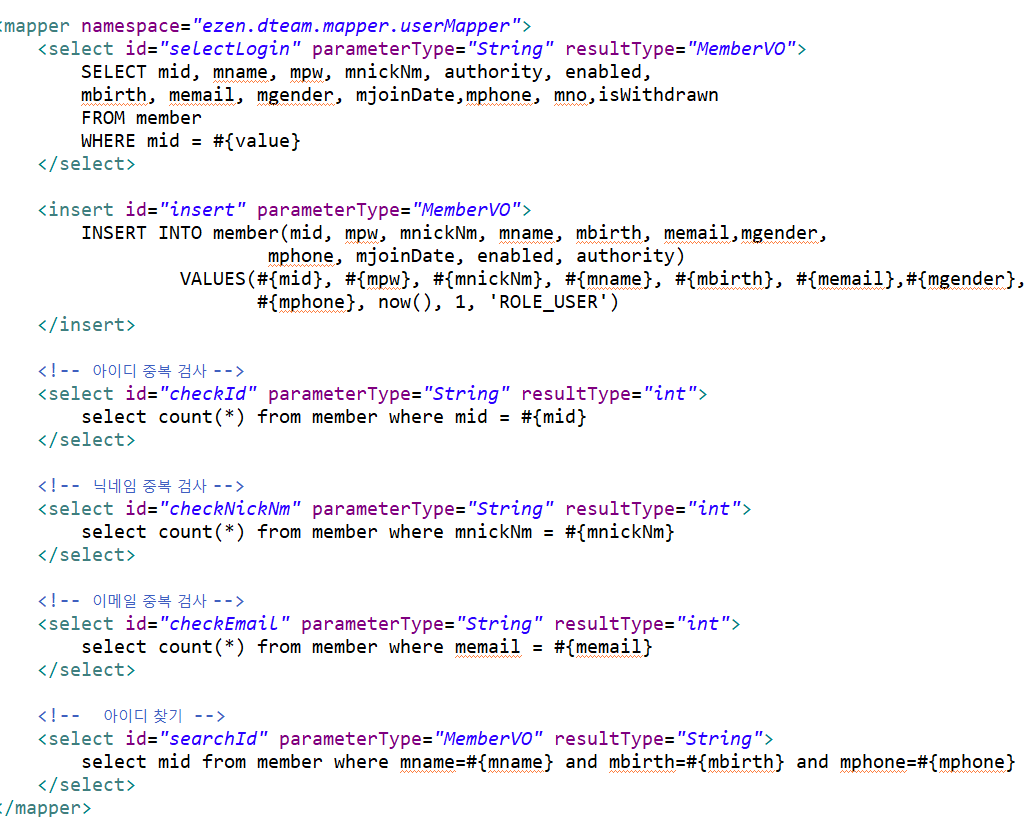 <mapper namespace="ezen.dteam.mapper.userMapper">
<select id="selectLogin" parameterType="String" resultType="MemberVO">
SELECT mid, mname, mpw, mnickNm, authority, enabled,
mbirth, memail, mgender, mjoinDate,mphone, mno,isWithdrawn
FROM member
WHERE mid = #{value}
</select>
<insert id="insert" parameterType="MemberVO">
INSERT INTO member(mid, mpw, mnickNm, mname, mbirth, memail,mgender,
mphone, mjoinDate, enabled, authority)
VALUES(#{mid}, #{mpw}, #{mnickNm}, #{mname}, #{mbirth}, #{memail},#{mgender},
#{mphone}, now(), 1, 'ROLE_USER')
</insert>
<!-- 아이디 중복 검사 -->
<select id="checkId" parameterType="String" resultType="int">
select count(*) from member where mid = #{mid}
</select>
<!-- 닉네임 중복 검사 -->
<select id="checkNickNm" parameterType="String" resultType="int">
select count(*) from member where mnickNm = #{mnickNm}
</select>
<!-- 이메일 중복 검사 -->
<select id="checkEmail" parameterType="String" resultType="int">
select count(*) from member where memail = #{memail}
</select>
<!-- 아이디 찾기 -->
<select id="searchId" parameterType="MemberVO" resultType="String">
select mid from member where mname=#{mname} and mbirth=#{mbirth} and mphone=#{mphone}
</select>
</mapper>